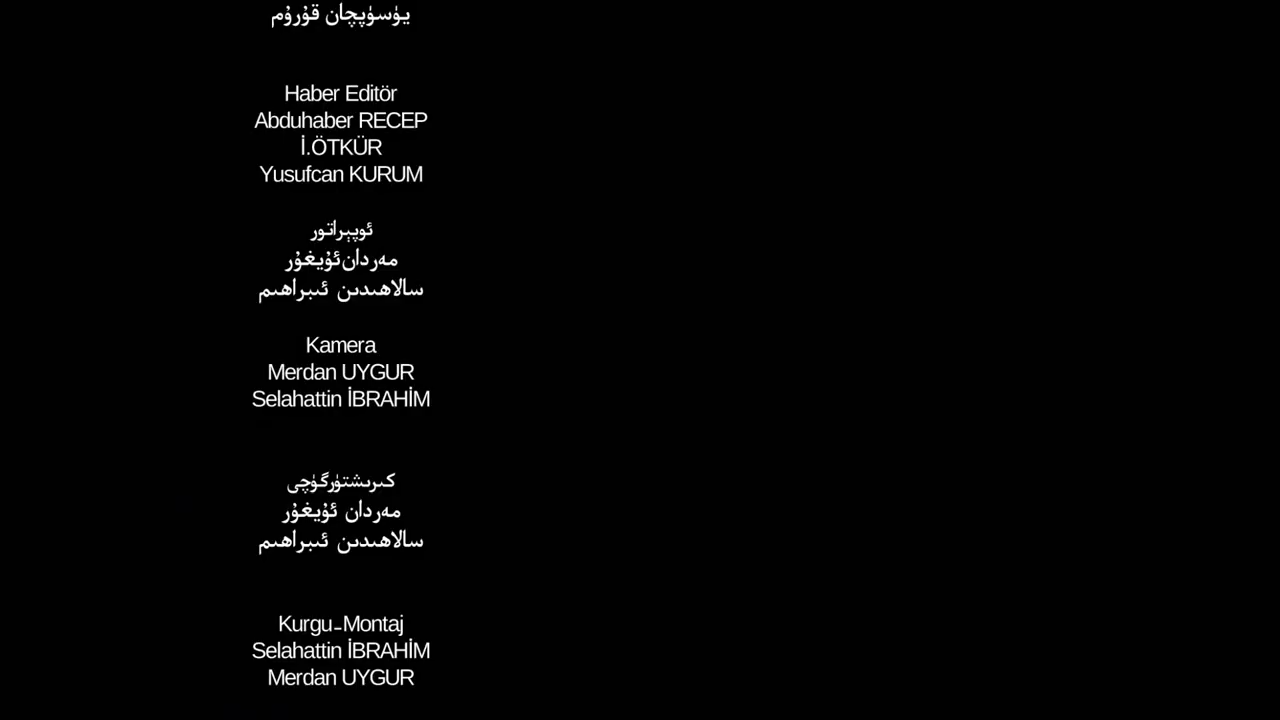 يۈسۈپچان قۇرۇم
Haber Editör
Abduhaber RECEP
İ.ÖTKÜR
Yusufcan KURUM
ئوپېراتور
مەردان ئۇيغۇر
سالاھىدىن ئىبراھىم
Kamera
Merdan UYGUR
Selahattin İBRAHİM
كىرىشتۈرگۈچى
مەردان ئۇيغۇر
سالاھىدىن ئىبراھىم
Kurgu-Montaj
Selahattin İBRAHİM
Merdan UYGUR